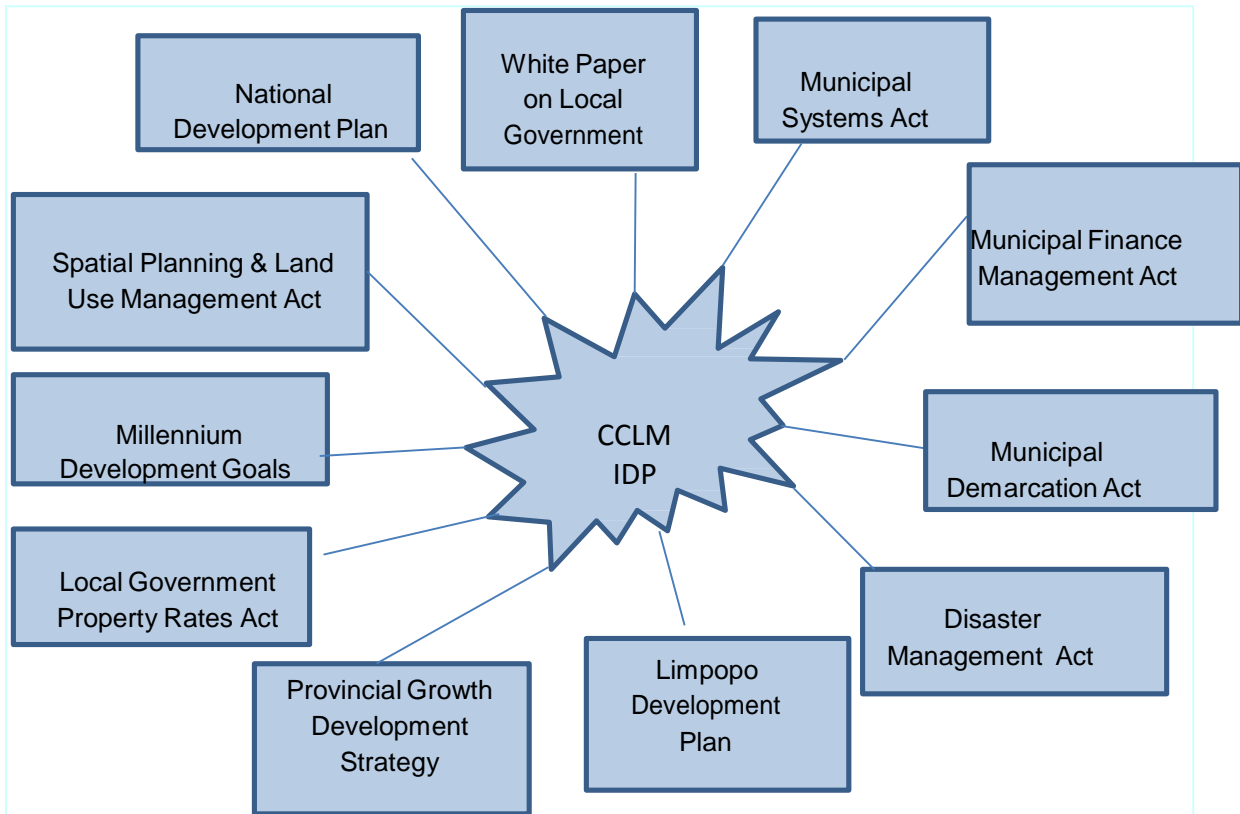 National
Development Plan
White Paper
on Local
Government
Municipal
Systems Act
Spatial Planning & Land
Use Management Act
Municipal Finance
Management Act
Millennium
Development Goals
CCLM
IDP
Municipal
Demarcation Act
Local Government
Property Rates Act
Disaster
Management Act
Provincial Growth
Development
Strategy
Limpopo
Development
Plan